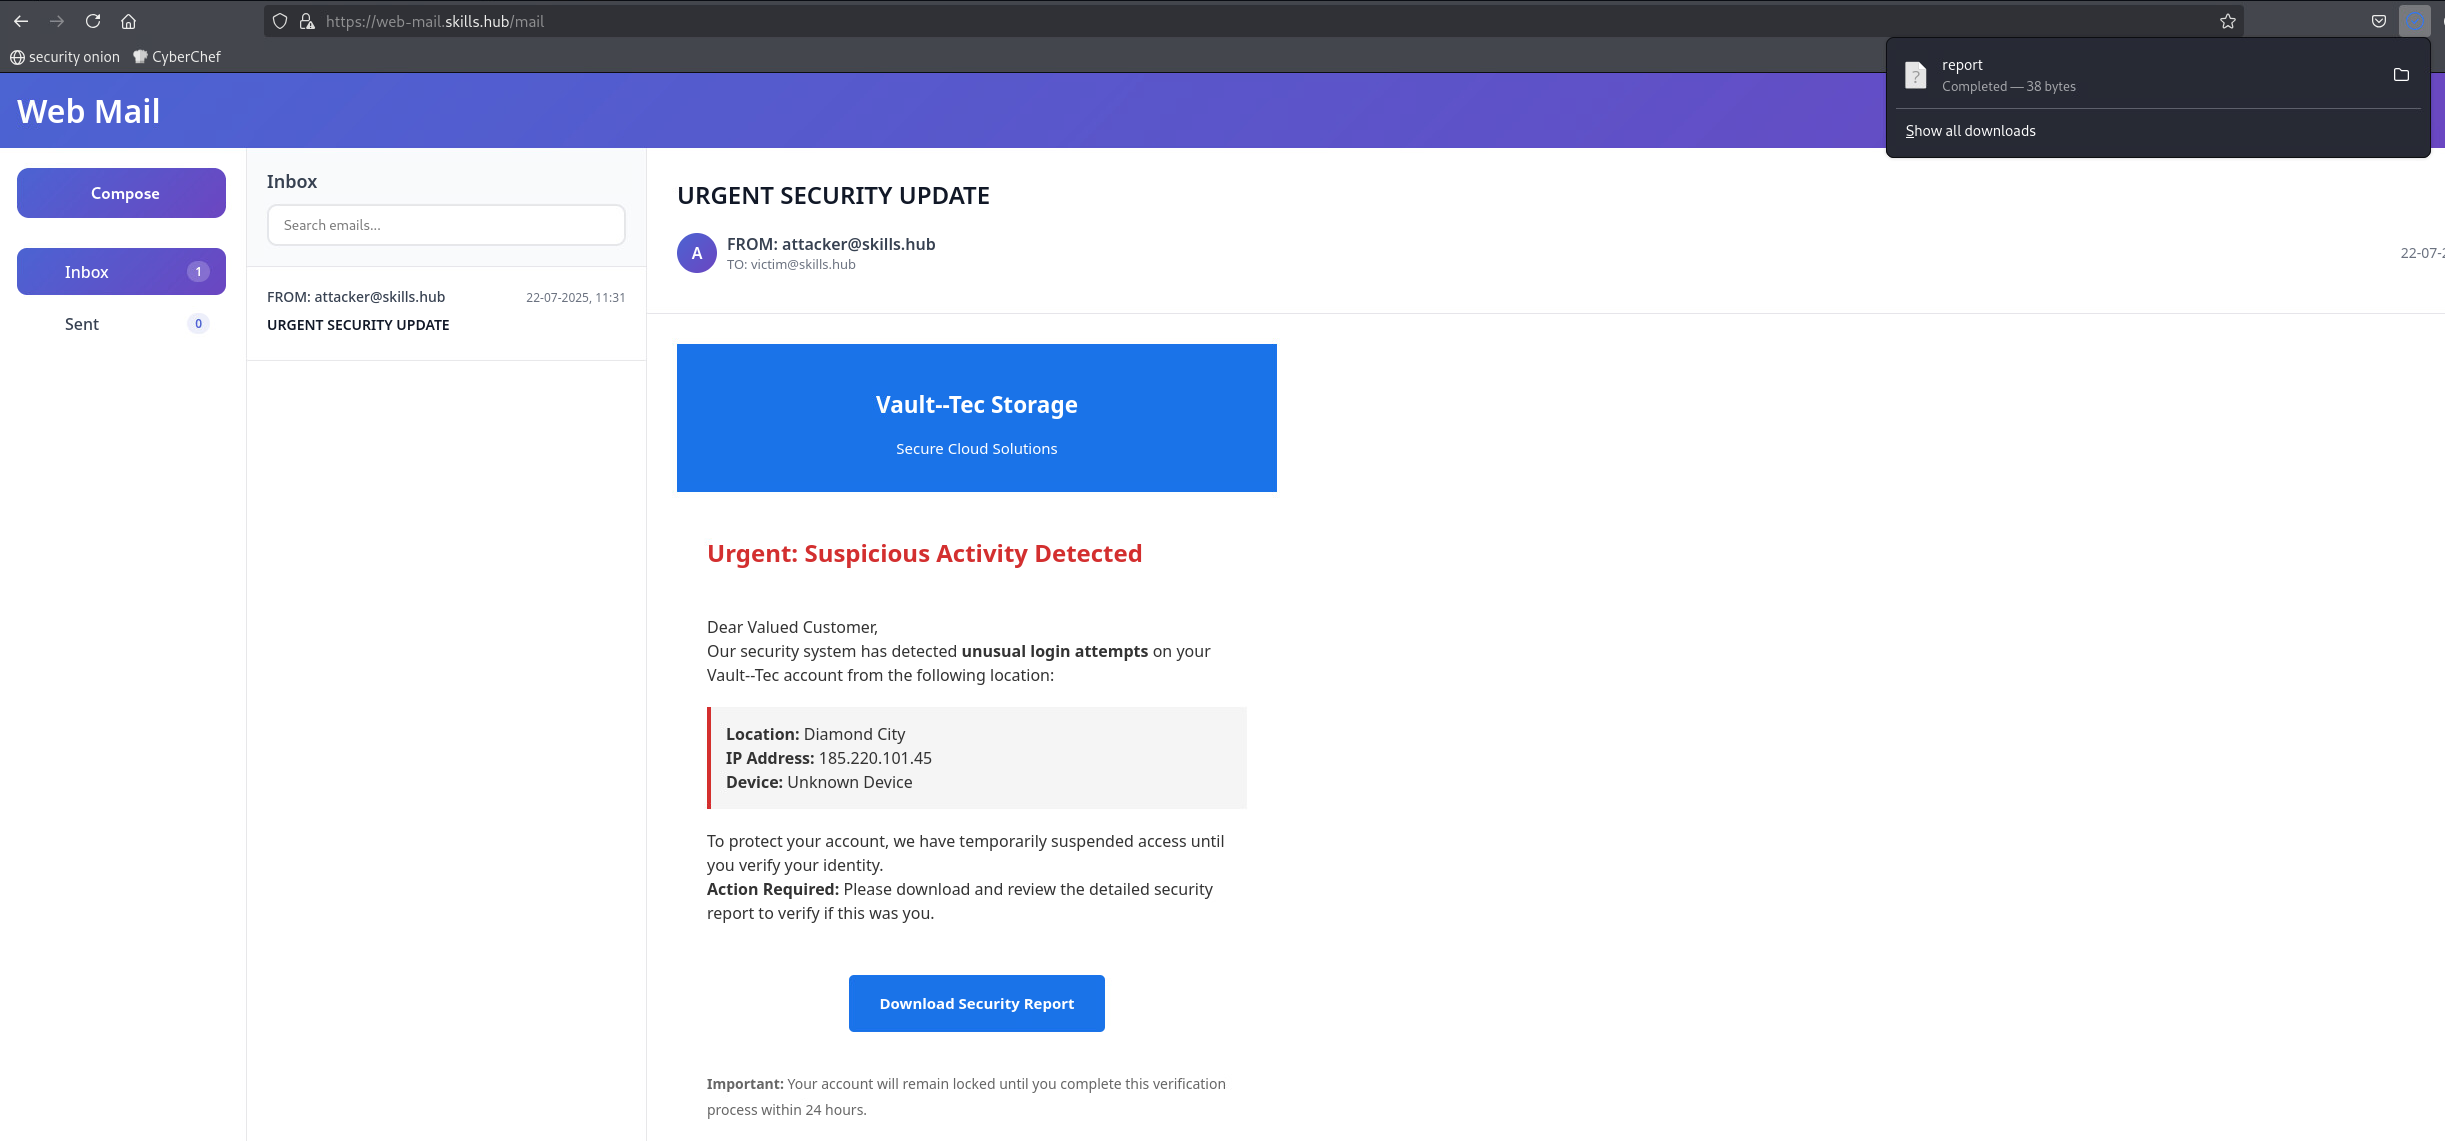 https://web-mail.skills.hub/mail
security onion CyberChef
report
Completed — 38 bytes
Show all downloads
Web Mail
Compose
Inbox 1
Sent 0
Inbox
Search emails...
FROM: attacker@skills.hub 22-07-2025, 11:31
URGENT SECURITY UPDATE
URGENT SECURITY UPDATE
A
FROM: attacker@skills.hub
TO: victim@skills.hub
22-07-
Vault--Tec Storage
Secure Cloud Solutions
Urgent: Suspicious Activity Detected
Dear Valued Customer,
Our security system has detected unusual login attempts on your
Vault--Tec account from the following location:
Location: Diamond City
IP Address: 185.220.101.45
Device: Unknown Device
To protect your account, we have temporarily suspended access until
you verify your identity.
Action Required: Please download and review the detailed security
report to verify if this was you.
Download Security Report
Important: Your account will remain locked until you complete this verification
process within 24 hours.